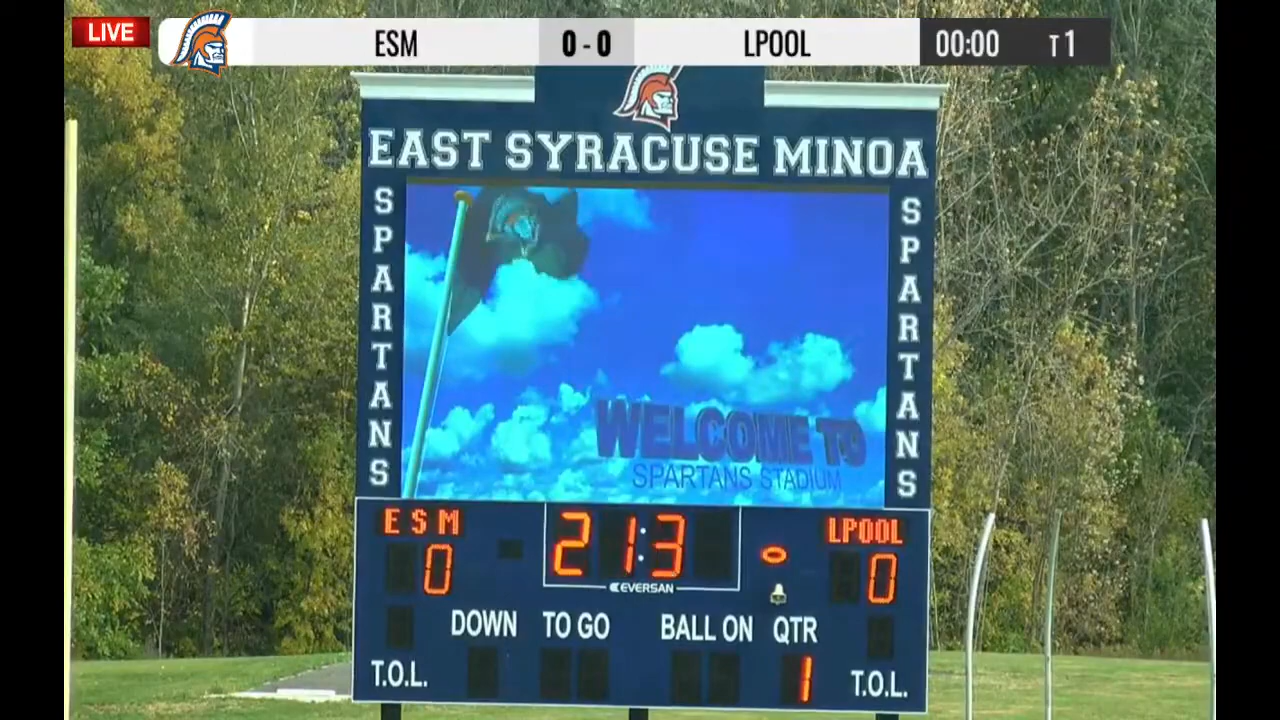 LIVE
ESM 0 - 0 LPOOL 00:00 T 1
EAST SYRACUSE MINOA
SPARTANS
SPARTANS
WELCOME TO
SPARTANS STADIUM
ESM 21:3 LPOOL
0 0
EVERSAN
DOWN TO GO BALL ON QTR
T.O.L. 1 T.O.L.